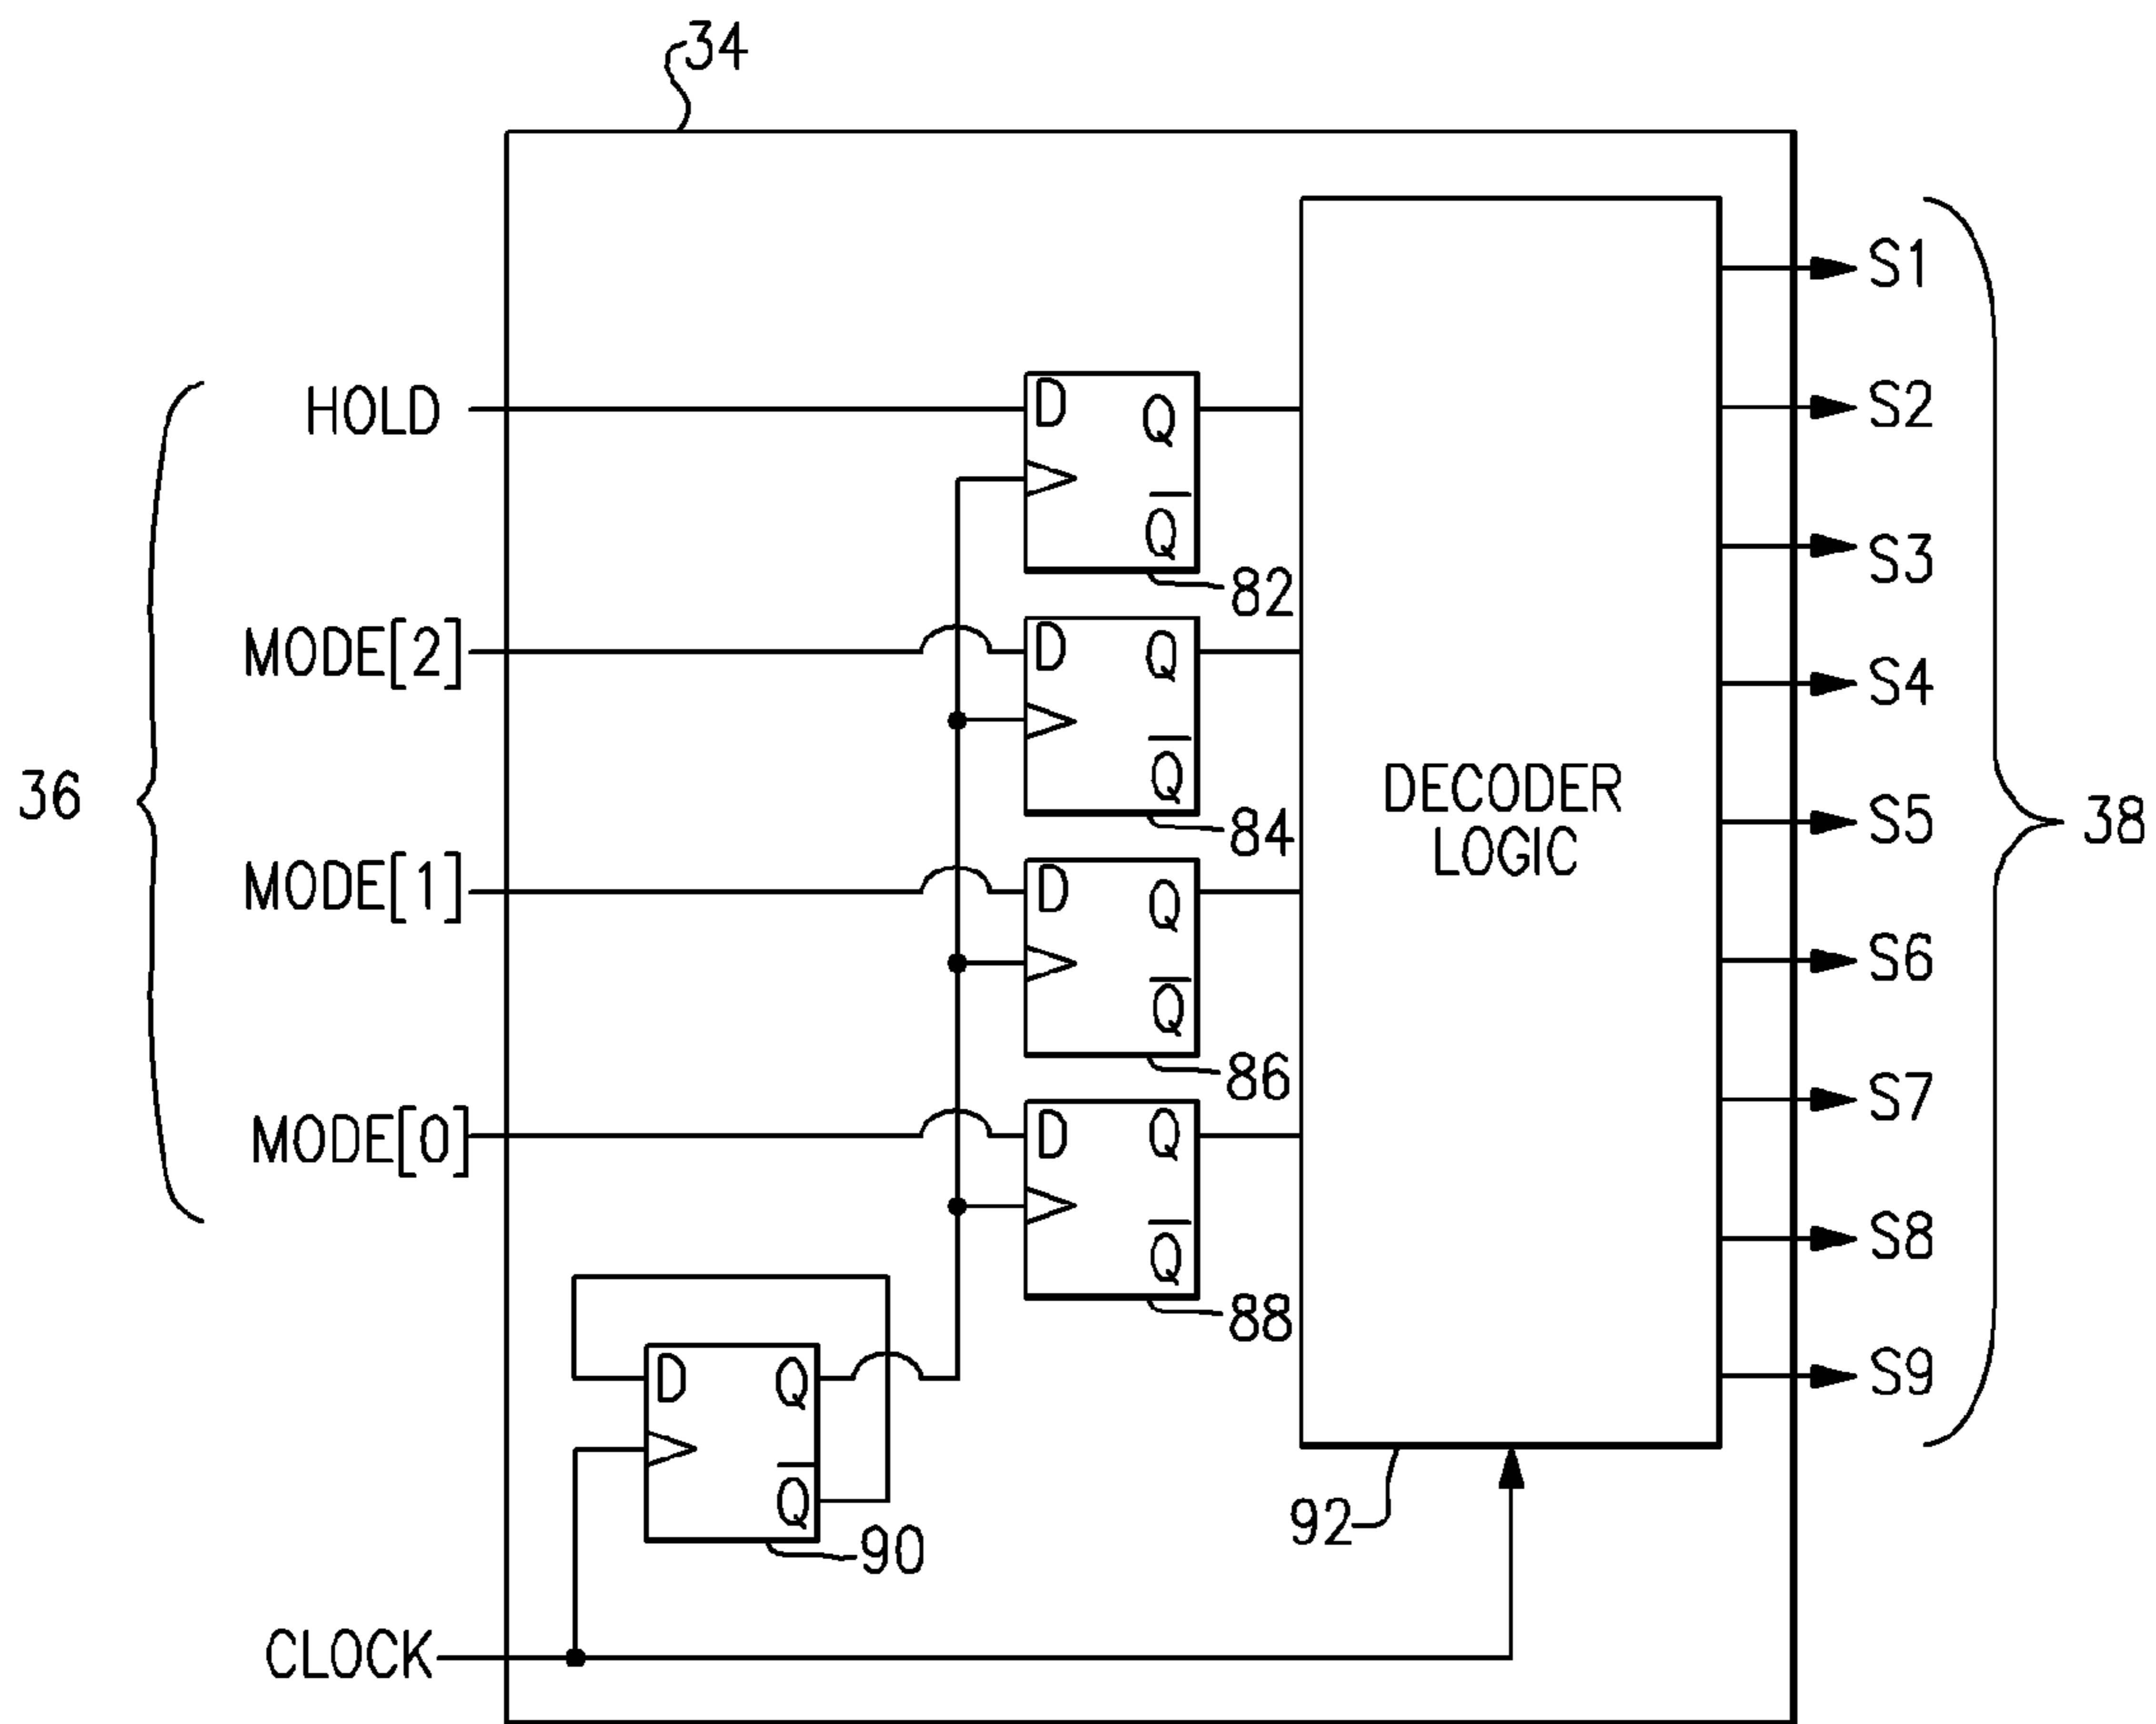 34
S1
HOLD
D
Q
S2
Q
S3
82
MODE[2]
D
Q
S4
Q
36
DECODER
LOGIC
84
S5
38
MODE[1]
D
Q
S6
Q
86
S7
MODE[0]
D
Q
S8
Q
88
D
Q
S9
Q
92
90
CLOCK